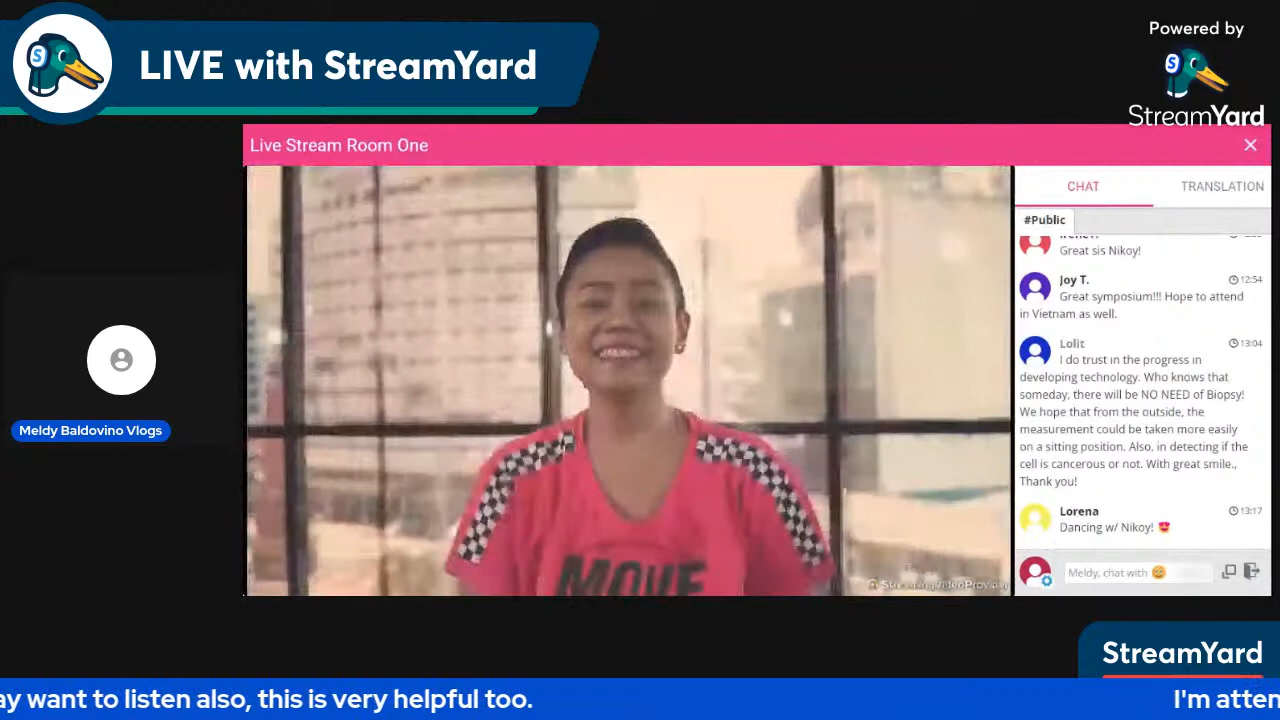 LIVE with StreamYard
Powered by
StreamYard
Live Stream Room One
CHAT
TRANSLATION
#Public
Great sis Nikoy!
Joy T.
12:54
Great symposium!!! Hope to attend
in Vietnam as well.
Lolit
13:04
I do trust in the progress in
developing technology. Who knows that
someday, there will be NO NEED of Biopsy!
We hope that from the outside, the
measurement could be taken more easily
on a sitting position. Also, in detecting if the
cell is cancerous or not. With great smile.,
Thank you!
Lorena
13:17
Dancing w/ Nikoy! 😍
Meldy, chat with 😊
MOVE
StreamingVideoProvider
Meldy Baldovino Vlogs
StreamYard
ay want to listen also, this is very helpful too.
I'm atten